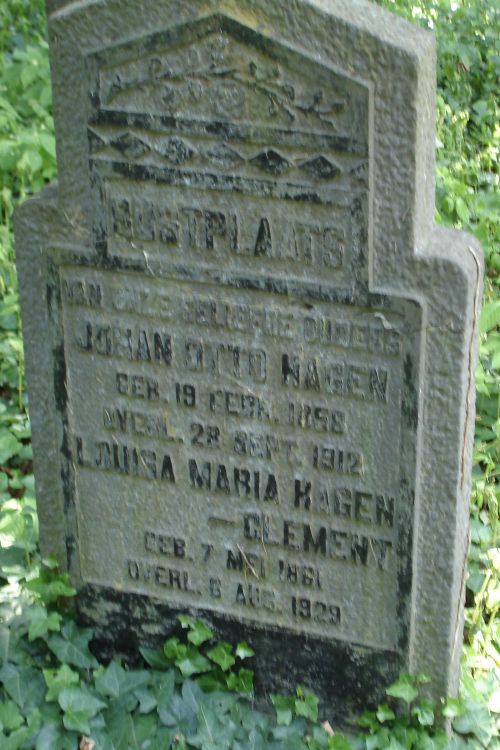 RUSTPLAATS
VAN ONZE GELIEFDE OUDERS
JOHAN OTTO HAGEN
GEB. 19 FEBR. 1858
OVERL. 28 SEPT. 1912
LOUISA MARIA HAGEN
- CLEMENT
GEB. 7 MEI 1861
OVERL. 6 AUG. 1929